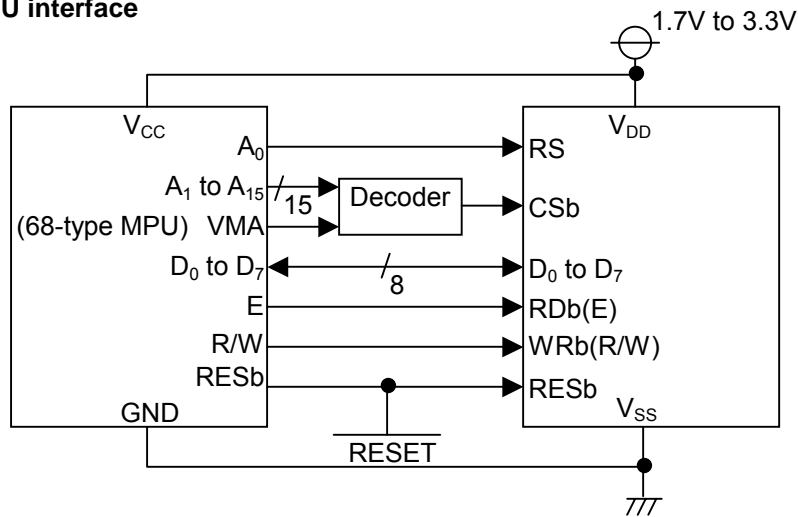 U interface
1.7V to 3.3V
VCC
VDD
A0
RS
A1 to A15
15
Decoder
CSb
(68-type MPU) VMA
D0 to D7
8
D0 to D7
E
RDb(E)
R/W
WRb(R/W)
RESb
RESb
GND
VSS
RESET